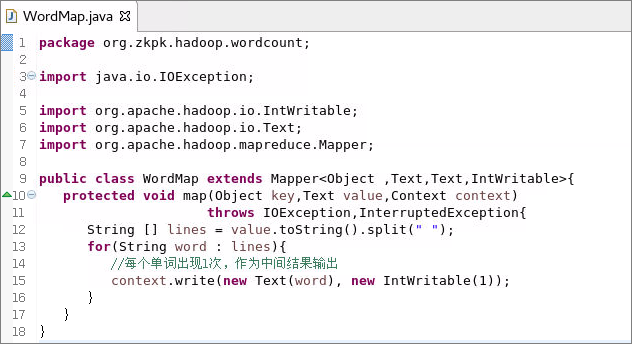 WordMap.java
1 package org.zkpk.hadoop.wordcount;
2
3 import java.io.IOException;
4
5 import org.apache.hadoop.io.IntWritable;
6 import org.apache.hadoop.io.Text;
7 import org.apache.hadoop.mapreduce.Mapper;
8
9 public class WordMap extends Mapper<Object ,Text,Text,IntWritable>{
10 protected void map(Object key,Text value,Context context)
11 throws IOException,InterruptedException{
12 String [] lines = value.toString().split(" ");
13 for(String word : lines){
14 //每个单词出现1次，作为中间结果输出
15 context.write(new Text(word), new IntWritable(1));
16 }
17 }
18 }